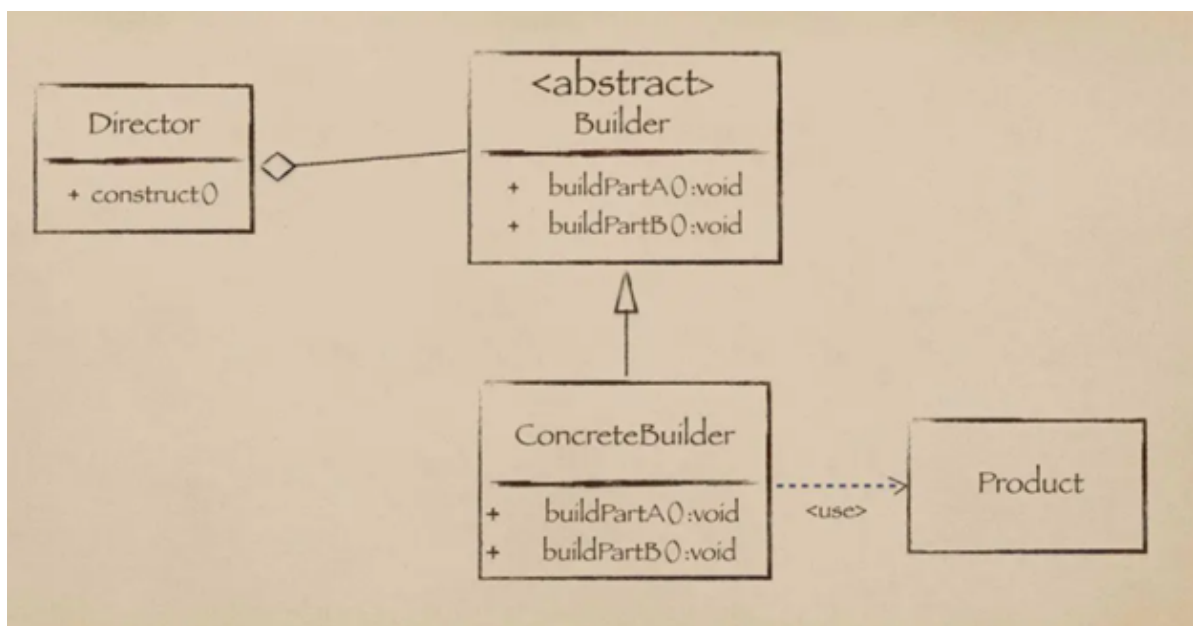 Director
+ construct()
<abstract>
Builder
+ buildPartA():void
+ buildPartB():void
ConcreteBuilder
+ buildPartA():void
+ buildPartB():void
<use>
Product